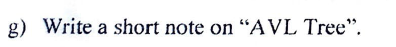 g) Write a short note on “AVL Tree”.